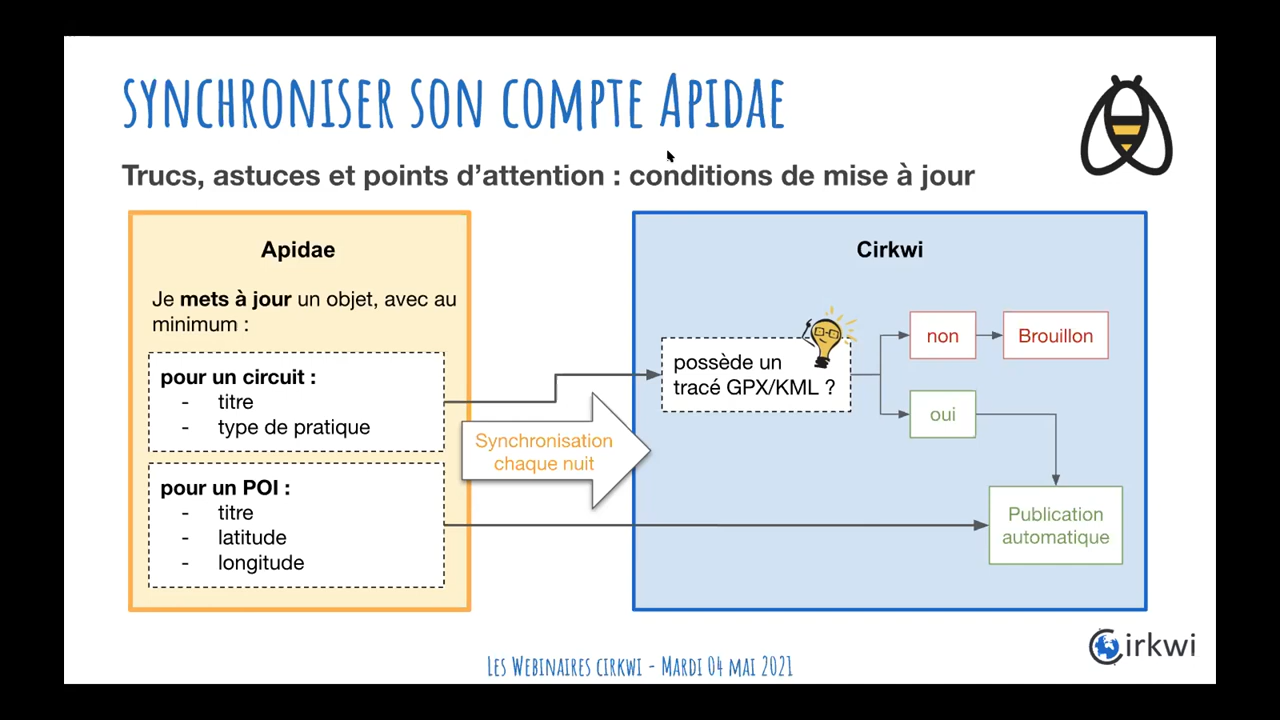 SYNCHRONISER SON COMPTE APIDAE
Trucs, astuces et points d'attention : conditions de mise à jour
Apidae
Je mets à jour un objet, avec au
minimum :
pour un circuit :
- titre
- type de pratique
pour un POI :
- titre
- latitude
- longitude
Synchronisation
chaque nuit
Cirkwi
possède un
tracé GPX/KML ?
non
Brouillon
oui
Publication
automatique
Cirkwi
LES WEBINAIRES CIRKWI - MARDI 04 MAI 2021